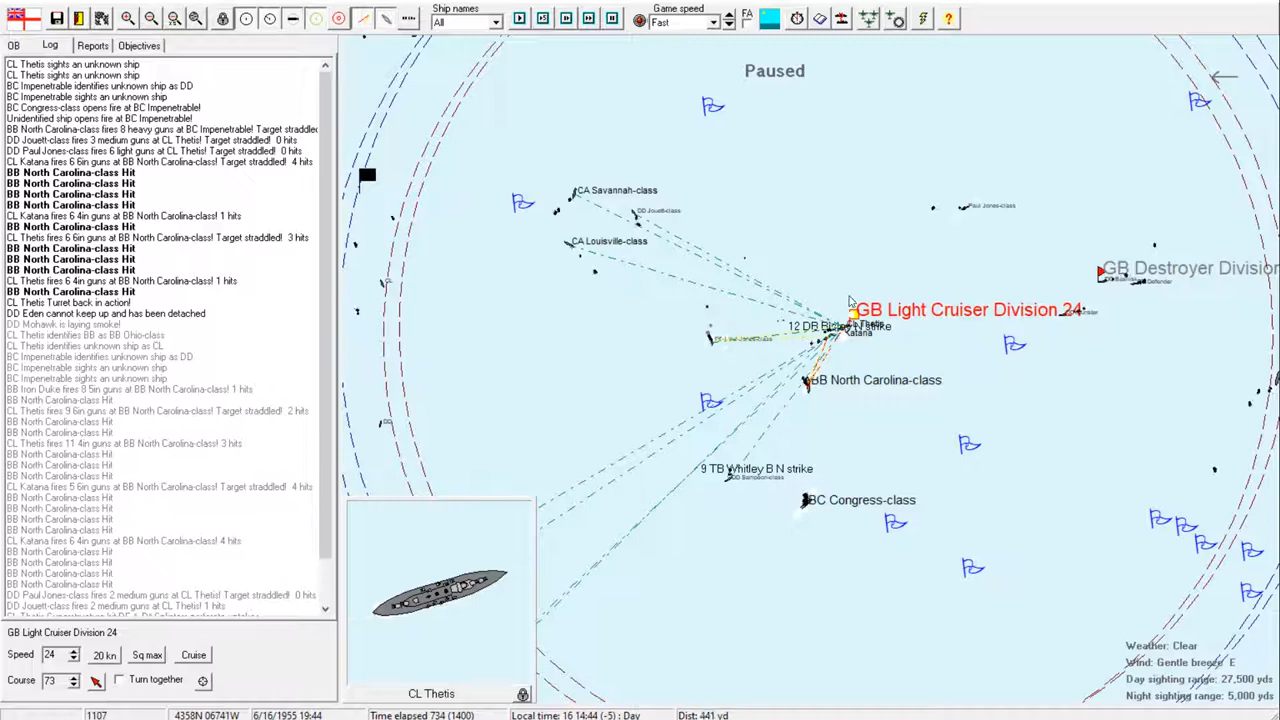 Ship names
All
Game speed
Fast
FA
OB
Log
Reports
Objectives
CL Thetis sights an unknown ship
CL Thetis sights an unknown ship
BC Impenetrable identifies unknown ship as DD
BC Impenetrable sights an unknown ship
BC Congress-class opens fire at BC Impenetrable!
Unidentified ship opens fire at BC Impenetrable!
BB North Carolina-class fires 8 heavy guns at BC Impenetrable! Target straddled
DD Jouett-class fires 3 medium guns at CL Thetis! Target straddled! 0 hits
DD Paul Jones-class fires 6 light guns at CL Thetis! Target straddled! 0 hits
CL Katana fires 6 6in guns at BB North Carolina-class! Target straddled! 4 hits
BB North Carolina-class Hit
BB North Carolina-class Hit
BB North Carolina-class Hit
BB North Carolina-class Hit
CL Katana fires 6 4in guns at BB North Carolina-class! 1 hits
BB North Carolina-class Hit
CL Thetis fires 6 6in guns at BB North Carolina-class! Target straddled! 3 hits
BB North Carolina-class Hit
BB North Carolina-class Hit
BB North Carolina-class Hit
CL Thetis fires 6 4in guns at BB North Carolina-class! 1 hits
BB North Carolina-class Hit
CL Thetis Turret back in action!
DD Eden cannot keep up and has been detached
DD Mohawk is laying smoke!
CL Thetis identifies BB as BB Ohio-class
CL Thetis identifies unknown ship as CL
BC Impenetrable identifies unknown ship as DD
BC Impenetrable sights an unknown ship
BC Impenetrable sights an unknown ship
BB Iron Duke fires 8 5in guns at BB North Carolina-class! 1 hits
BB North Carolina-class Hit
CL Thetis fires 9 6in guns at BB North Carolina-class! Target straddled! 2 hits
BB North Carolina-class Hit
BB North Carolina-class Hit
CL Thetis fires 11 4in guns at BB North Carolina-class! 3 hits
BB North Carolina-class Hit
BB North Carolina-class Hit
BB North Carolina-class Hit
CL Katana fires 5 6in guns at BB North Carolina-class! Target straddled! 4 hits
BB North Carolina-class Hit
BB North Carolina-class Hit
BB North Carolina-class Hit
BB North Carolina-class Hit
CL Katana fires 6 4in guns at BB North Carolina-class! 4 hits
BB North Carolina-class Hit
BB North Carolina-class Hit
BB North Carolina-class Hit
BB North Carolina-class Hit
DD Paul Jones-class fires 2 medium guns at CL Thetis! Target straddled! 0 hits
DD Jouett-class fires 2 medium guns at CL Thetis! 1 hits
GB Light Cruiser Division 24
Speed 24 20 kn Sq max Cruise
Course 73 Turn together
Paused
CA Savannah-class
DD Jouett-class
CA Louisville-class
Paul Jones-class
GB Destroyer Division
Defender
GB Light Cruiser Division 24
Thetis
Katana
BB North Carolina-class
9 TB Whitley B N strike
BC Congress-class
CL Thetis
Weather: Clear
Wind: Gentle breeze E
Day sighting range: 27,500 yds
Night sighting range: 5,000 yds
1107
4358N 06741W
6/16/1955 19:44
Time elapsed 734 (1400)
Local time: 16 14:44 (-5) : Day
Dist: 441 yd